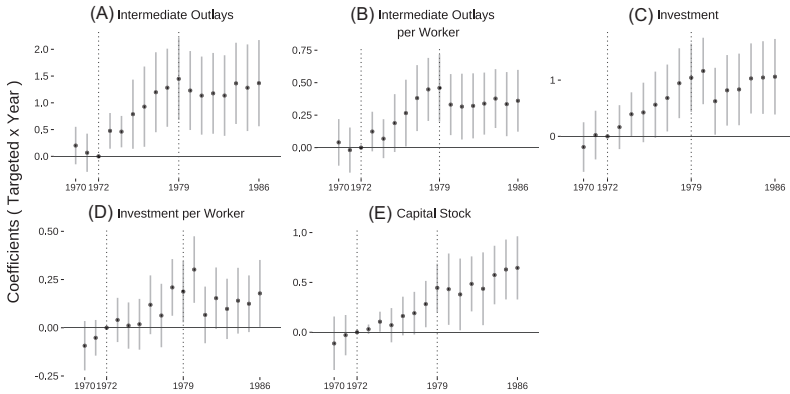 (A) Intermediate Outlays
2.0
1.5
1.0
0.5
0.0
1970 1972 1979 1986
(B) Intermediate Outlays
per Worker
0.75
0.50
0.25
0.00
1970 1972 1979 1986
(C) Investment
1
0
1970 1972 1979 1986
Coefficients ( Targeted x Year)
(D) Investment per Worker
0.50
0.25
0.00
-0.25
1970 1972 1979 1986
(E) Capital Stock
1.0
0.5
0.0
1970 1972 1979 1986